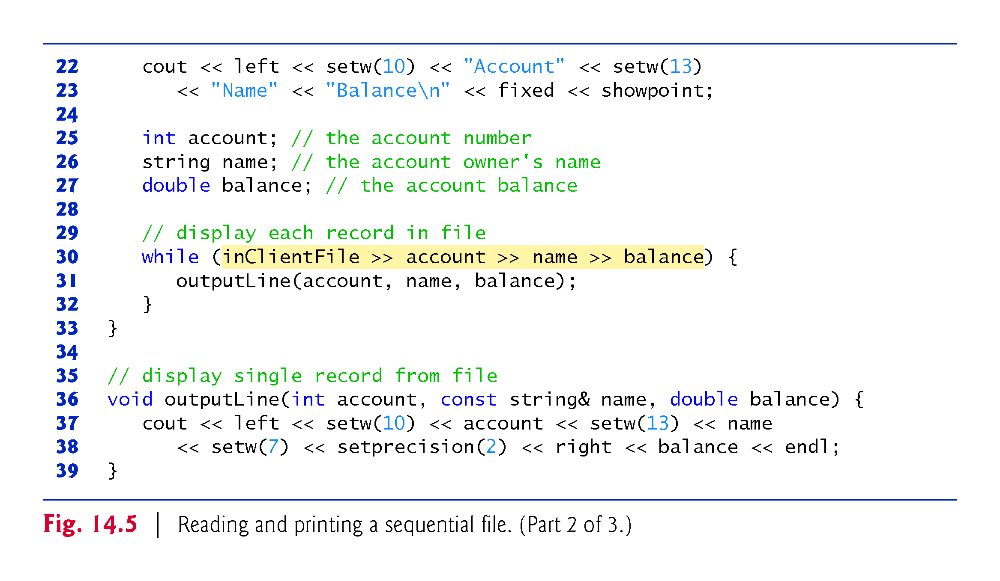 22      cout << left << setw(10) << "Account" << setw(13)
23         << "Name" << "Balance\n" << fixed << showpoint;
24
25      int account; // the account number
26      string name; // the account owner's name
27      double balance; // the account balance
28
29      // display each record in file
30      while (inClientFile >> account >> name >> balance) {
31         outputLine(account, name, balance);
32      }
33   }
34
35   // display single record from file
36   void outputLine(int account, const string& name, double balance) {
37      cout << left << setw(10) << account << setw(13) << name
38         << setw(7) << setprecision(2) << right << balance << endl;
39   }
Fig. 14.5 | Reading and printing a sequential file. (Part 2 of 3.)